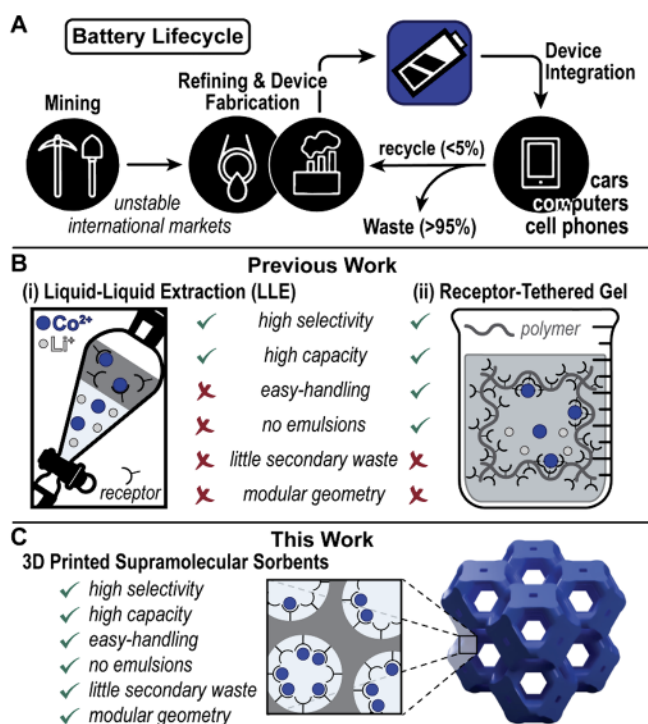 A
Battery Lifecycle
Mining
Refining & Device
Fabrication
Device
Integration
unstable
international markets
recycle (<5%)
Waste (>95%)
cars
computers
cell phones
B
Previous Work
(i) Liquid-Liquid Extraction (LLE)
(ii) Receptor-Tethered Gel
Co²⁺
Li⁺
receptor
✓ high selectivity ✓
✓ high capacity ✓
✗ easy-handling ✓
✗ no emulsions ✓
✗ little secondary waste ✗
✗ modular geometry ✗
polymer
C
This Work
3D Printed Supramolecular Sorbents
✓ high selectivity
✓ high capacity
✓ easy-handling
✓ no emulsions
✓ little secondary waste
✓ modular geometry